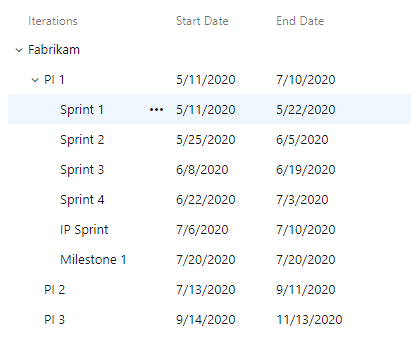 Iterations Start Date End Date
Fabrikam
PI 1 5/11/2020 7/10/2020
Sprint 1 ••• 5/11/2020 5/22/2020
Sprint 2 5/25/2020 6/5/2020
Sprint 3 6/8/2020 6/19/2020
Sprint 4 6/22/2020 7/3/2020
IP Sprint 7/6/2020 7/10/2020
Milestone 1 7/20/2020 7/20/2020
PI 2 7/13/2020 9/11/2020
PI 3 9/14/2020 11/13/2020